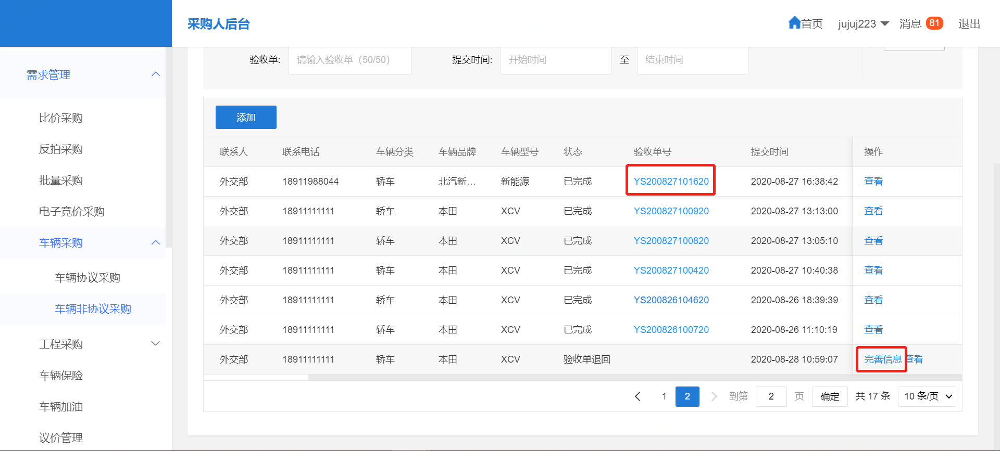 采购人后台
首页 jujuj223 消息 81 退出
需求管理
比价采购
反拍采购
批量采购
电子竞价采购
车辆采购
车辆协议采购
车辆非协议采购
工程采购
车辆保险
车辆加油
议价管理
验收单: 请输入验收单（50/50） 提交时间: 开始时间 至 结束时间
添加
联系人 联系电话 车辆分类 车辆品牌 车辆型号 状态 验收单号 提交时间 操作
外交部 18911988044 轿车 北汽新... 新能源 已完成 YS200827101620 2020-08-27 16:38:42 查看
外交部 18911111111 轿车 本田 XCV 已完成 YS200827100920 2020-08-27 13:13:00 查看
外交部 18911111111 轿车 本田 XCV 已完成 YS200827100820 2020-08-27 13:05:10 查看
外交部 18911111111 轿车 本田 XCV 已完成 YS200827100420 2020-08-27 10:40:38 查看
外交部 18911111111 轿车 本田 XCV 已完成 YS200826104620 2020-08-26 18:39:39 查看
外交部 18911111111 轿车 本田 XCV 已完成 YS200826100720 2020-08-26 11:10:19 查看
外交部 18911111111 轿车 本田 XCV 验收单退回 2020-08-28 10:59:07 完善信息 查看
1 2 到第 2 页 确定 共 17 条 10 条/页